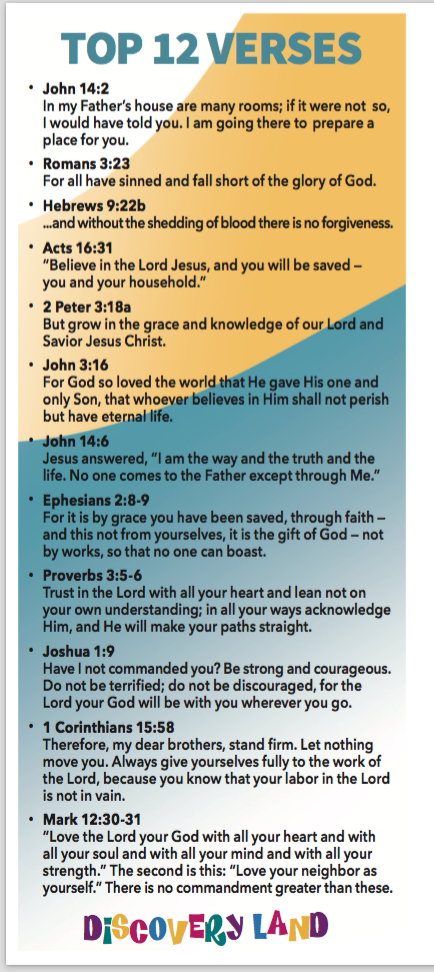 TOP 12 VERSES
• John 14:2
In my Father's house are many rooms; if it were not so,
I would have told you. I am going there to prepare a
place for you.
• Romans 3:23
For all have sinned and fall short of the glory of God.
• Hebrews 9:22b
...and without the shedding of blood there is no forgiveness.
• Acts 16:31
“Believe in the Lord Jesus, and you will be saved –
you and your household.”
• 2 Peter 3:18a
But grow in the grace and knowledge of our Lord and
Savior Jesus Christ.
• John 3:16
For God so loved the world that He gave His one and
only Son, that whoever believes in Him shall not perish
but have eternal life.
• John 14:6
Jesus answered, “I am the way and the truth and the
life. No one comes to the Father except through Me.”
• Ephesians 2:8-9
For it is by grace you have been saved, through faith –
and this not from yourselves, it is the gift of God – not
by works, so that no one can boast.
• Proverbs 3:5-6
Trust in the Lord with all your heart and lean not on
your own understanding; in all your ways acknowledge
Him, and He will make your paths straight.
• Joshua 1:9
Have I not commanded you? Be strong and courageous.
Do not be terrified; do not be discouraged, for the
Lord your God will be with you wherever you go.
• 1 Corinthians 15:58
Therefore, my dear brothers, stand firm. Let nothing
move you. Always give yourselves fully to the work of
the Lord, because you know that your labor in the Lord
is not in vain.
• Mark 12:30-31
“Love the Lord your God with all your heart and with
all your soul and with all your mind and with all your
strength.” The second is this: “Love your neighbor as
yourself.” There is no commandment greater than these.
DiSCOVERy LAND